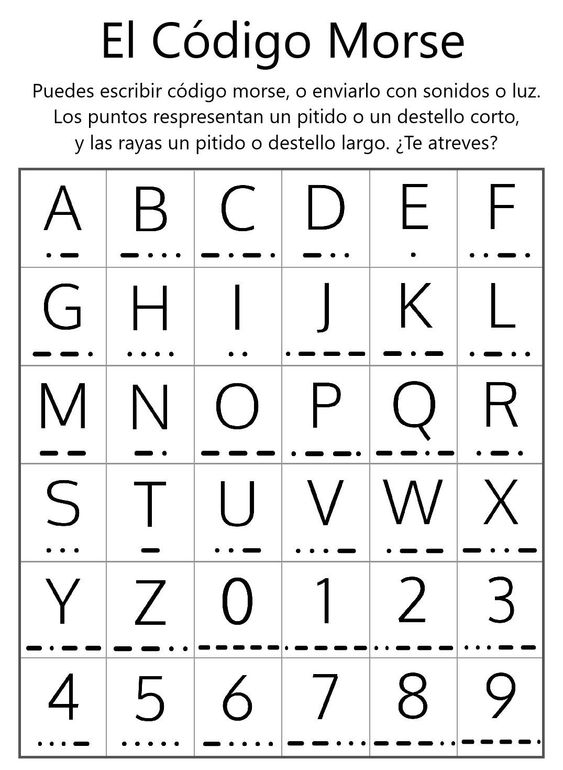 El Código Morse
Puedes escribir código morse, o enviarlo con sonidos o luz.
Los puntos respresentan un pitido o un destello corto,
y las rayas un pitido o destello largo. ¿Te atreves?
A B C D E F
G H I J K L
M N O P Q R
S T U V W X
Y Z 0 1 2 3
4 5 6 7 8 9